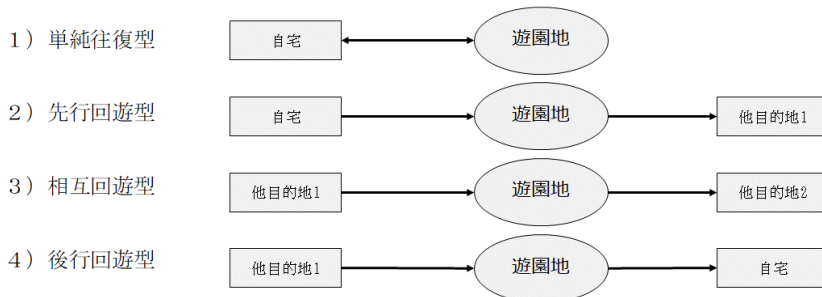 1）単純往復型 自宅 遊園地
2）先行回遊型 自宅 遊園地 他目的地1
3）相互回遊型 他目的地1 遊園地 他目的地2
4）後行回遊型 他目的地1 遊園地 自宅